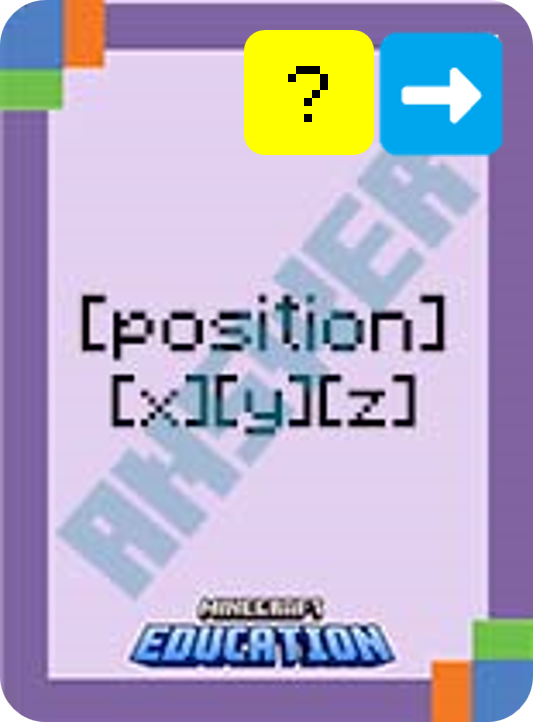 ?
[position]
[x][y][z]
ANSWER
MINECRAFT
EDUCATION